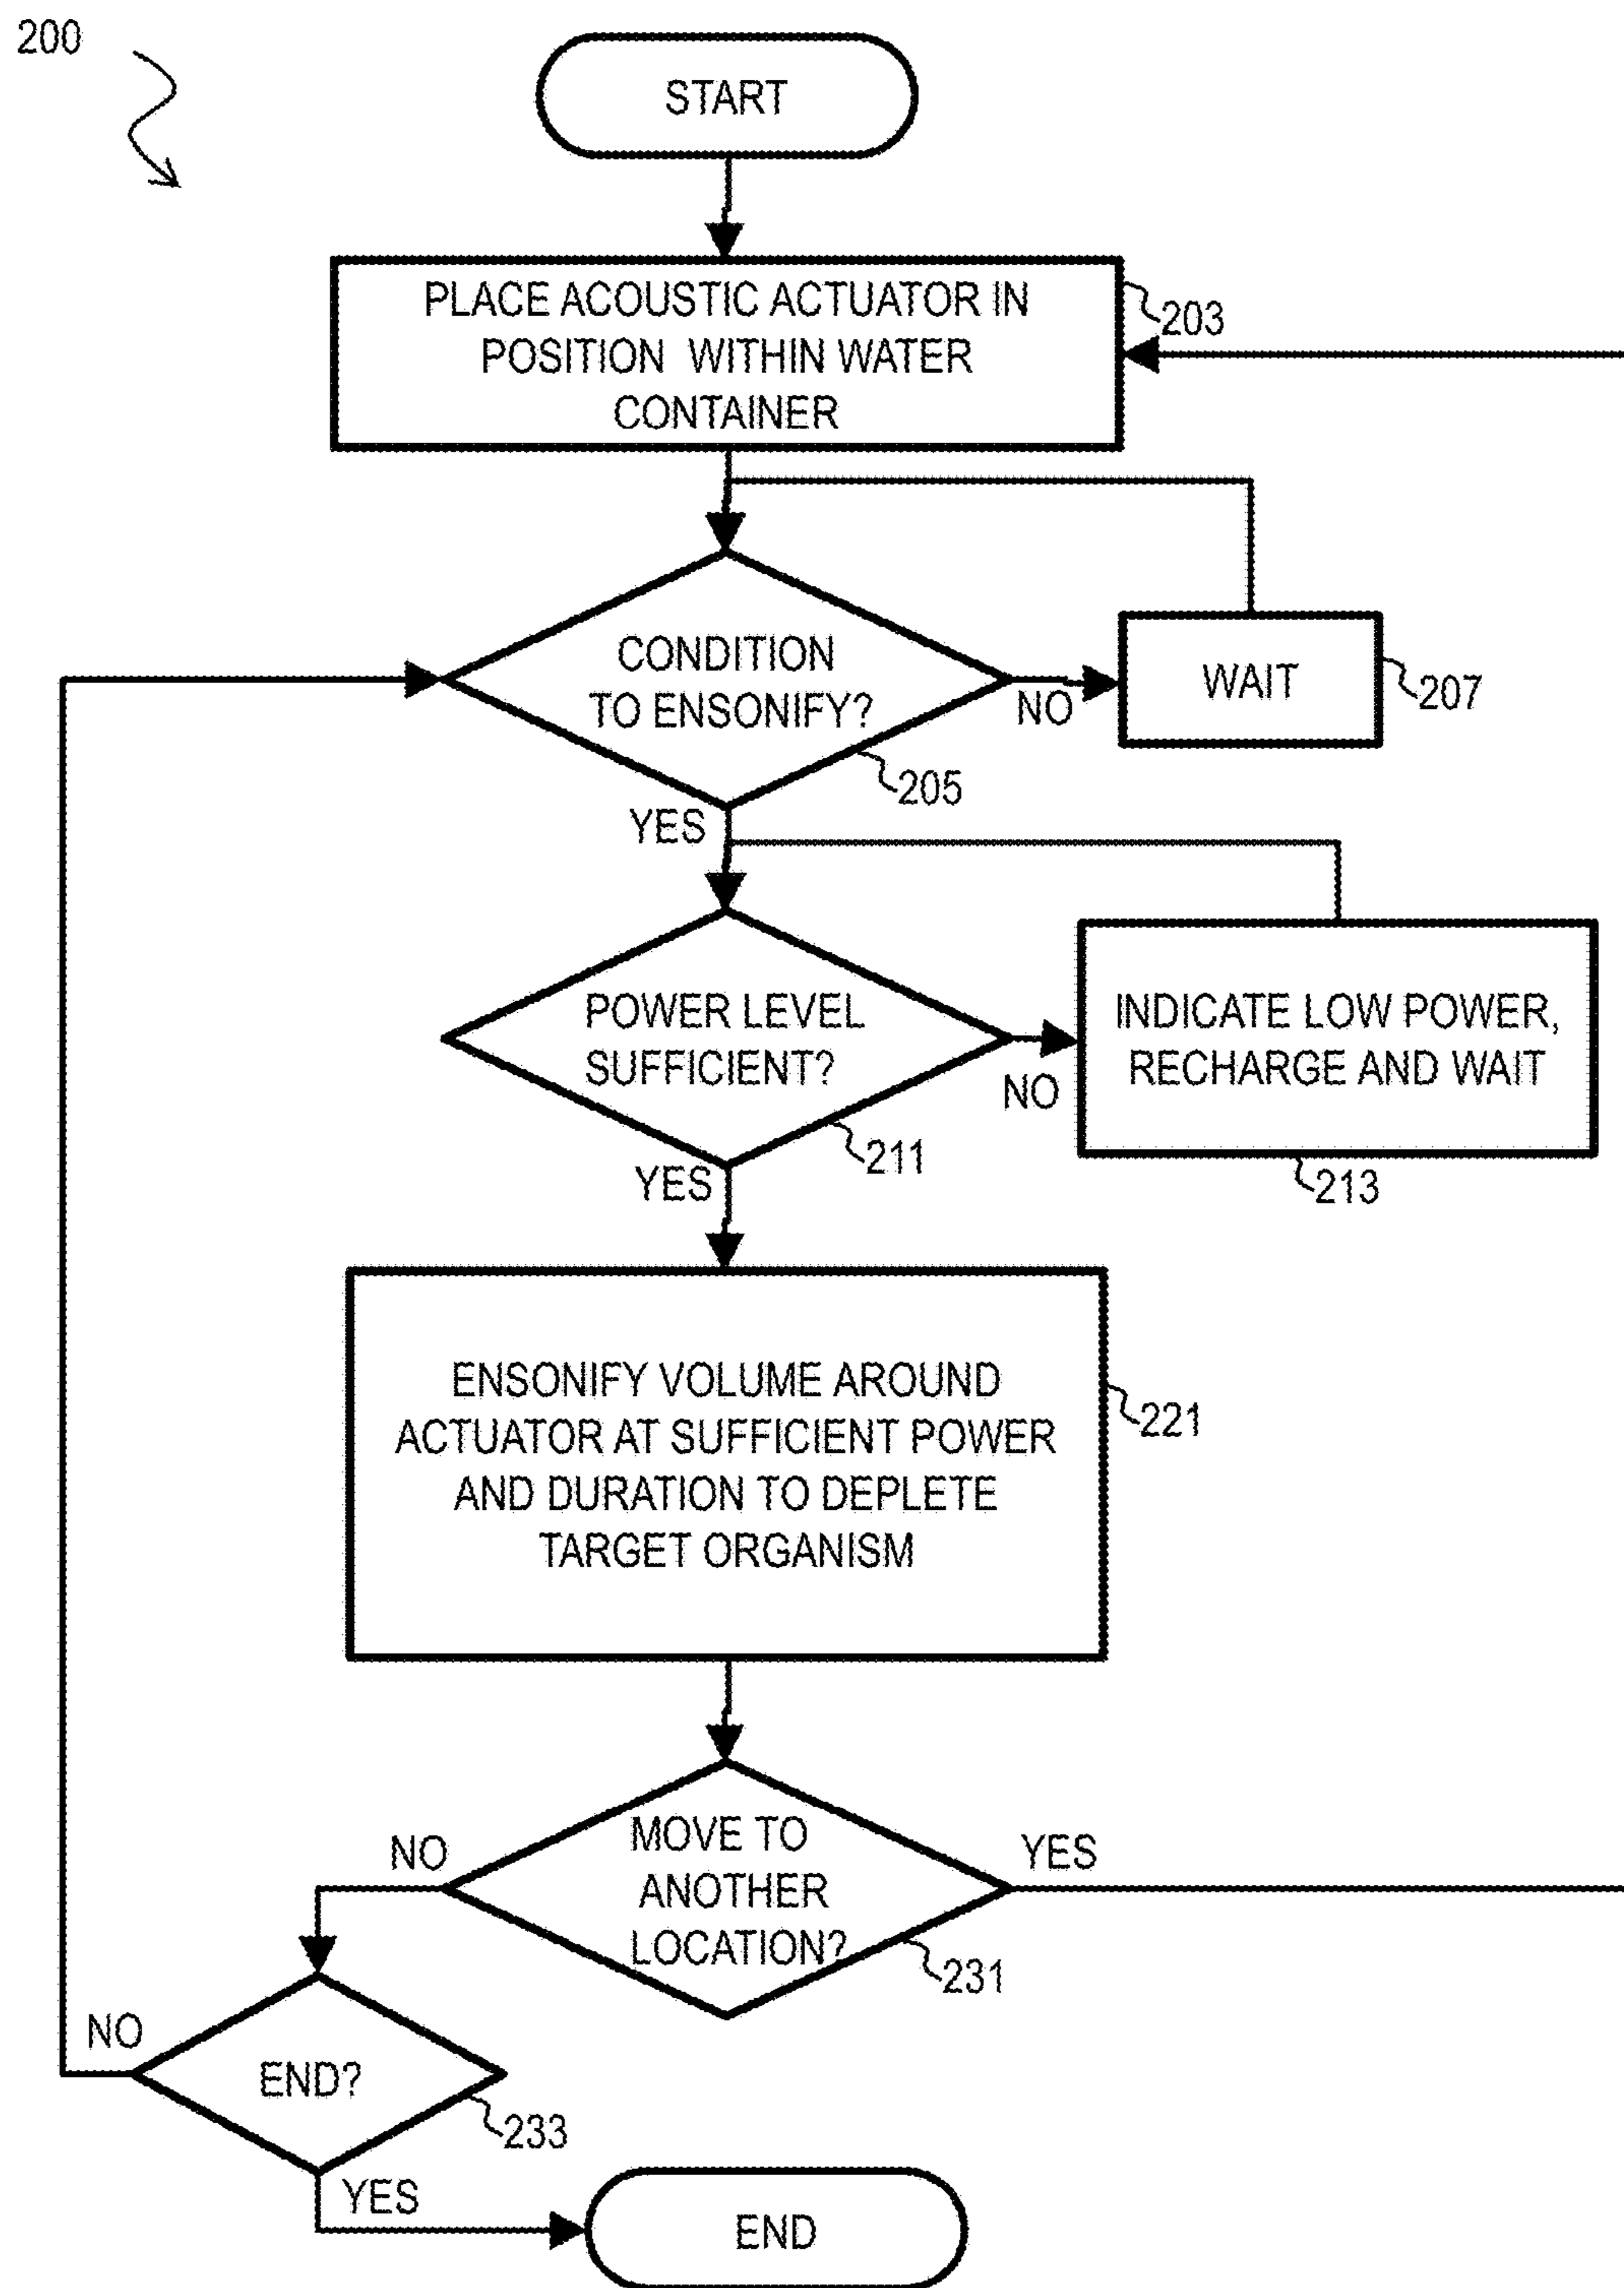 200
START
PLACE ACOUSTIC ACTUATOR IN
POSITION WITHIN WATER
CONTAINER
203
CONDITION
TO ENSONIFY?
NO
WAIT
207
205
YES
POWER LEVEL
SUFFICIENT?
NO
INDICATE LOW POWER,
RECHARGE AND WAIT
211
213
YES
ENSONIFY VOLUME AROUND
ACTUATOR AT SUFFICIENT POWER
AND DURATION TO DEPLETE
TARGET ORGANISM
221
NO
MOVE TO
ANOTHER
LOCATION?
YES
231
NO
END?
233
YES
END